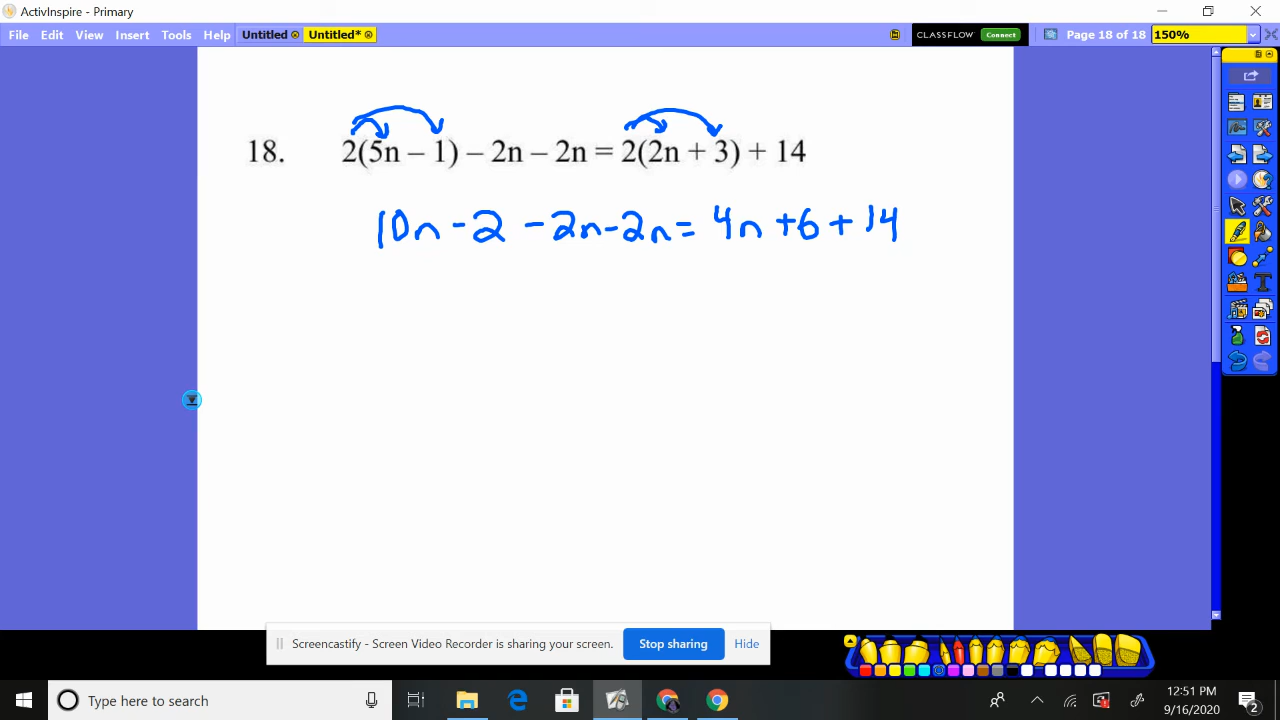 ActivInspire - Primary
File Edit View Insert Tools Help Untitled Untitled* CLASSFLOW Connect Page 18 of 18 150%
18. 2(5n – 1) – 2n – 2n = 2(2n + 3) + 14
10n - 2 - 2n - 2n = 4n + 6 + 14
Screencastify - Screen Video Recorder is sharing your screen. Stop sharing Hide
Type here to search
12:51 PM
9/16/2020
2